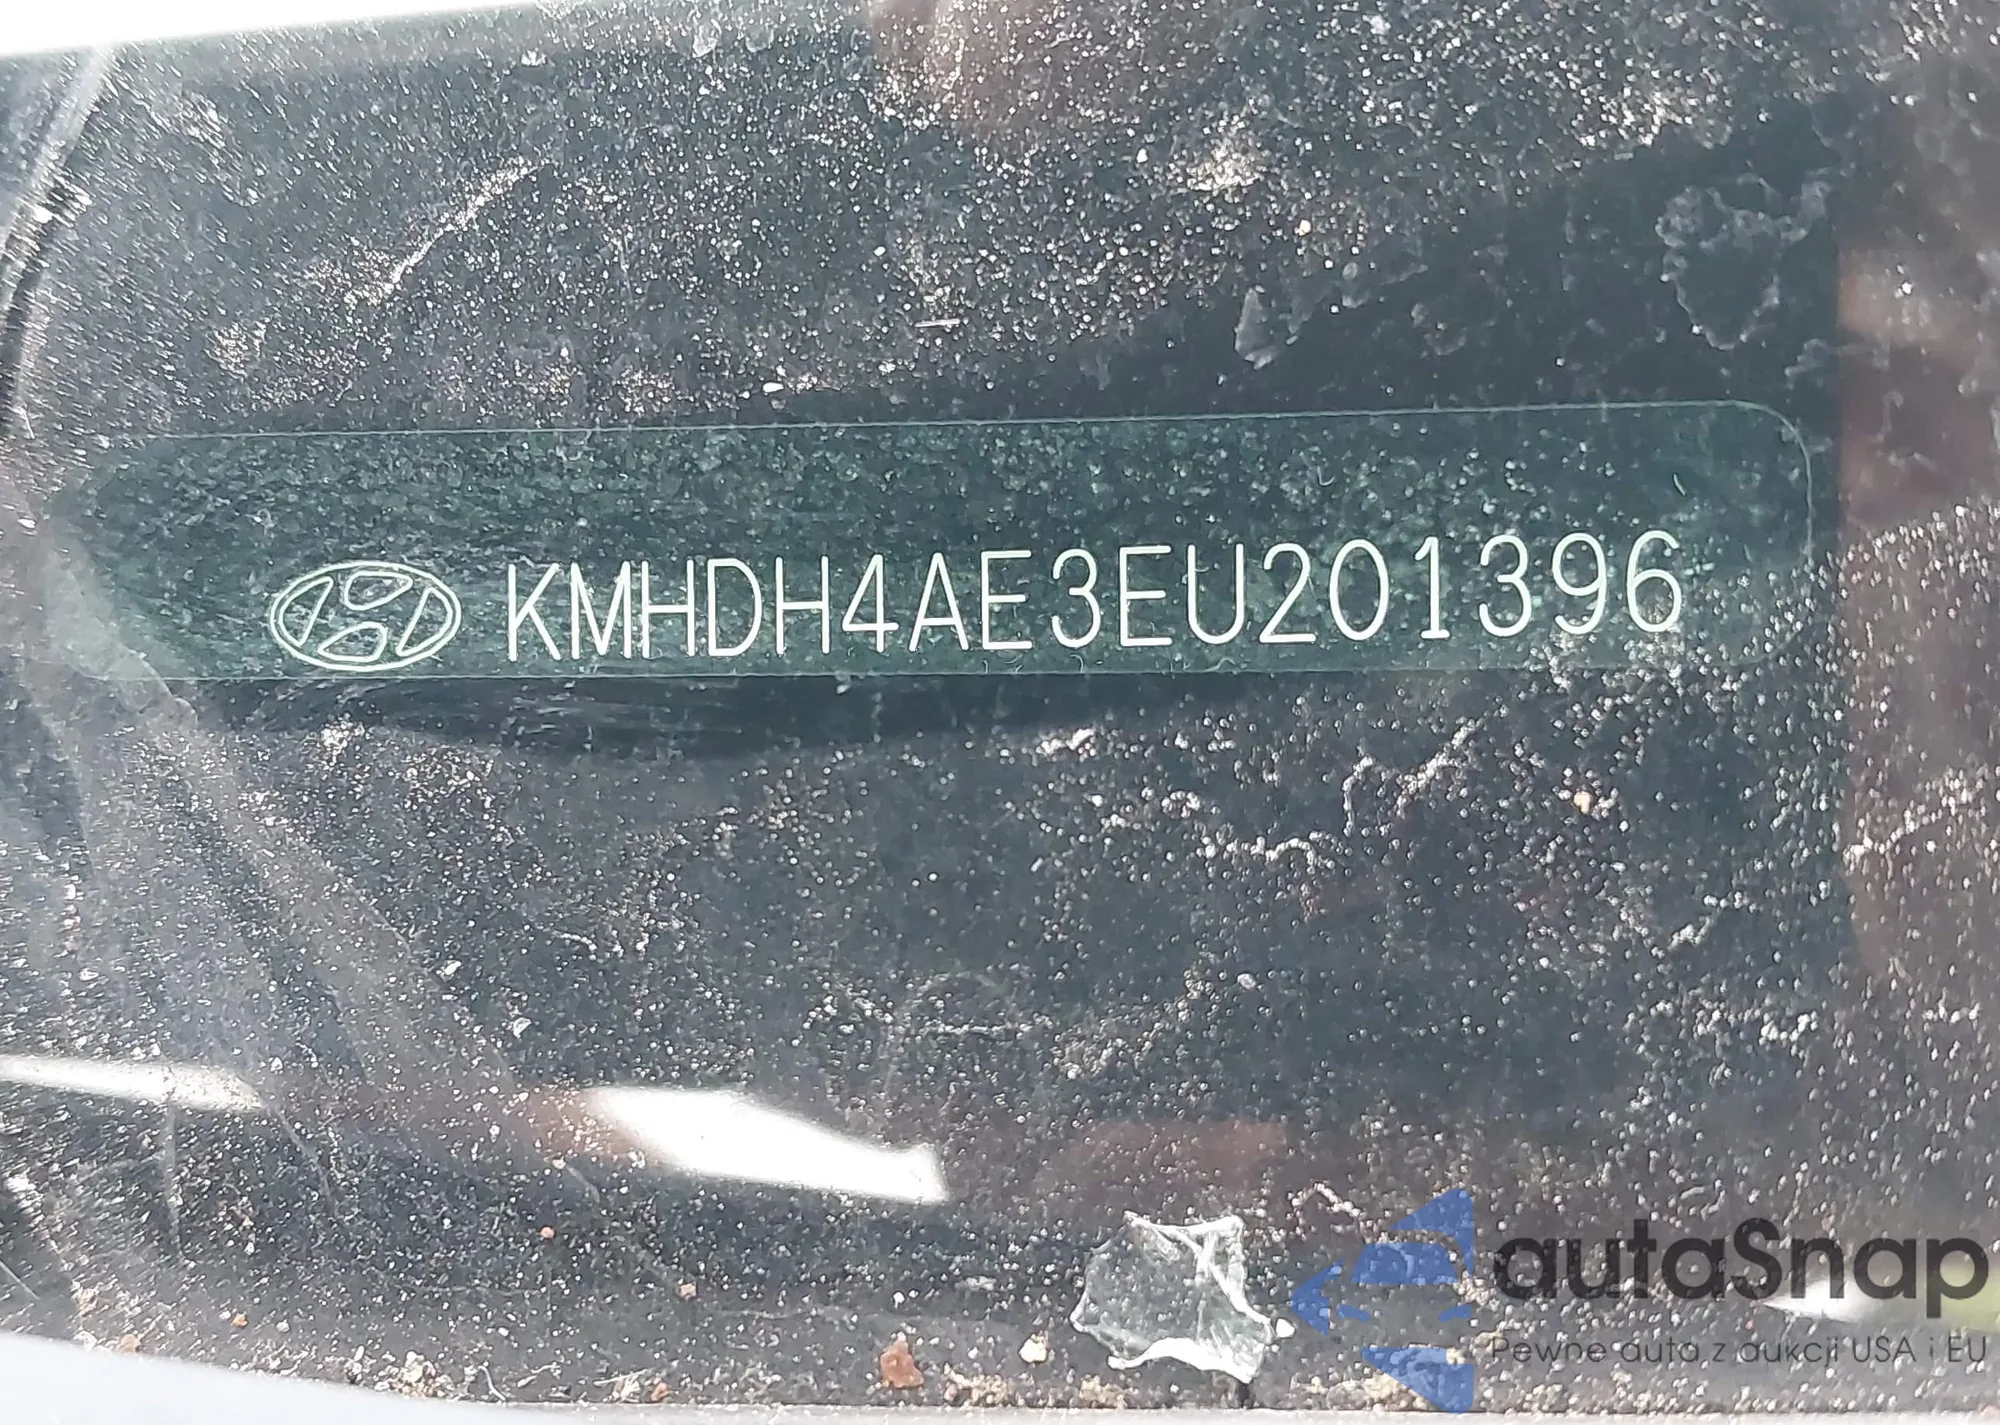 KMHDH4AE3EU201396
autaSnap
Pewne auta z aukcji USA i EU